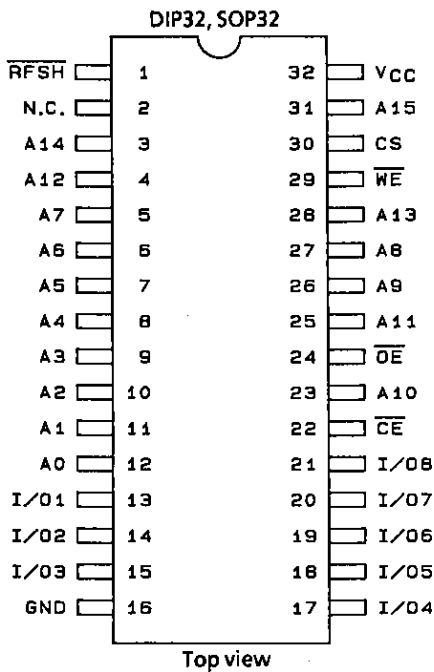 DIP32, SOP32
RFSH 1 32 VCC
N.C. 2 31 A15
A14 3 30 CS
A12 4 29 WE
A7 5 28 A13
A6 6 27 A8
A5 7 26 A9
A4 8 25 A11
A3 9 24 OE
A2 10 23 A10
A1 11 22 CE
A0 12 21 I/O8
I/O1 13 20 I/O7
I/O2 14 19 I/O6
I/O3 15 18 I/O5
GND 16 17 I/O4
Top view